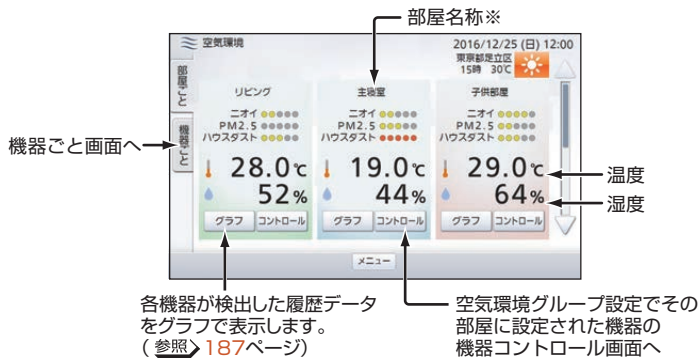 部屋名称※
空気環境
2016/12/25 (日) 12:00
東京都足立区
15時 30℃
部屋ごと
機器ごと
機器ごと画面へ
リビング
ニオイ
PM2.5
ハウスダスト
28.0℃
52%
グラフ コントロール
主寝室
ニオイ
PM2.5
ハウスダスト
19.0℃
44%
グラフ コントロール
子供部屋
ニオイ
PM2.5
ハウスダスト
29.0℃
64%
グラフ コントロール
温度
湿度
メニュー
各機器が検出した履歴データ
をグラフで表示します。
(参照 187ページ)
空気環境グループ設定でその
部屋に設定された機器の
機器コントロール画面へ